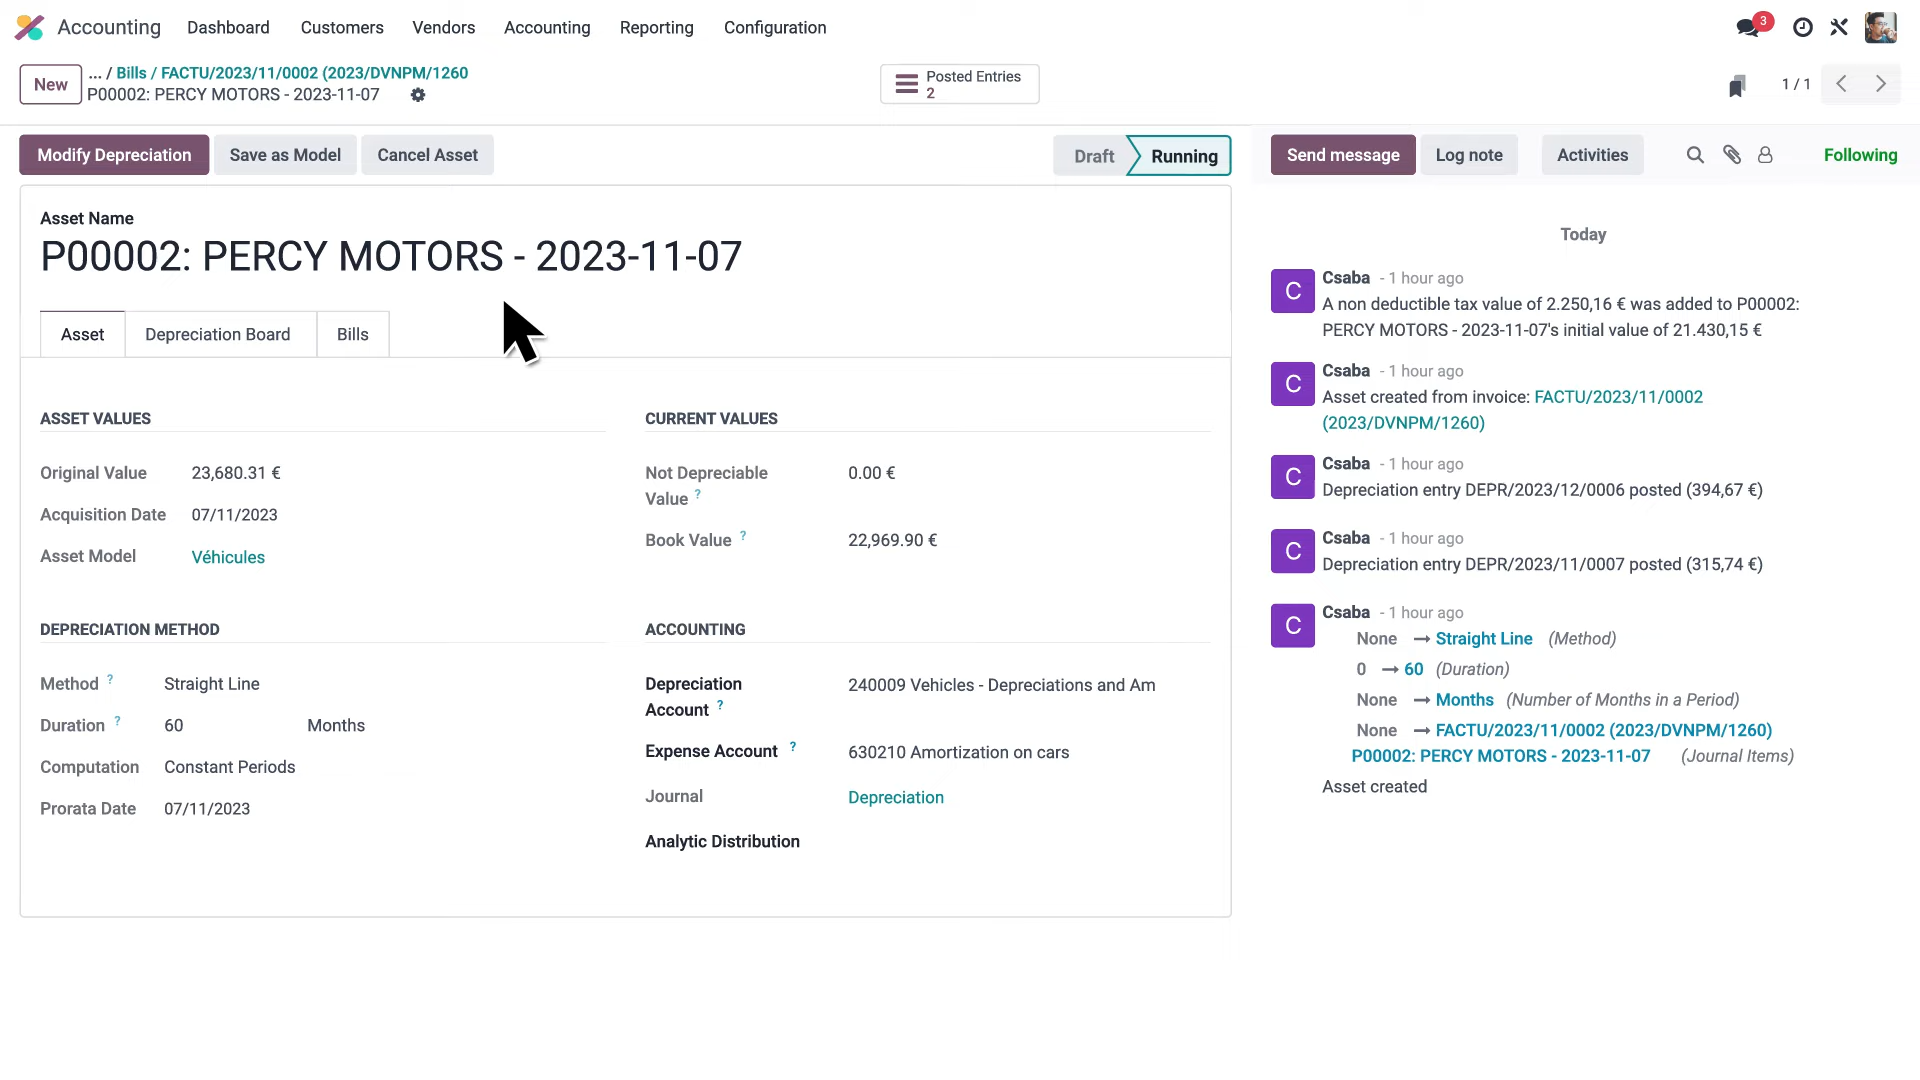 Accounting Dashboard Customers Vendors Accounting Reporting Configuration 3
New ... / Bills / FACTU/2023/11/0002 (2023/DVNPM/1260
P00002: PERCY MOTORS - 2023-11-07
Posted Entries
2
1 / 1
Modify Depreciation Save as Model Cancel Asset Draft Running
Send message Log note Activities Following
Asset Name
P00002: PERCY MOTORS - 2023-11-07
Asset Depreciation Board Bills
ASSET VALUES
Original Value 23,680.31 €
Acquisition Date 07/11/2023
Asset Model Véhicules
CURRENT VALUES
Not Depreciable 0.00 €
Value ?
Book Value ? 22,969.90 €
DEPRECIATION METHOD
Method ? Straight Line
Duration ? 60 Months
Computation Constant Periods
Prorata Date 07/11/2023
ACCOUNTING
Depreciation 240009 Vehicles - Depreciations and Am
Account ?
Expense Account ? 630210 Amortization on cars
Journal Depreciation
Analytic Distribution
Today
C Csaba - 1 hour ago
A non deductible tax value of 2.250,16 € was added to P00002:
PERCY MOTORS - 2023-11-07's initial value of 21.430,15 €
C Csaba - 1 hour ago
Asset created from invoice: FACTU/2023/11/0002
(2023/DVNPM/1260)
C Csaba - 1 hour ago
Depreciation entry DEPR/2023/12/0006 posted (394,67 €)
C Csaba - 1 hour ago
Depreciation entry DEPR/2023/11/0007 posted (315,74 €)
C Csaba - 1 hour ago
None → Straight Line (Method)
0 → 60 (Duration)
None → Months (Number of Months in a Period)
None → FACTU/2023/11/0002 (2023/DVNPM/1260)
P00002: PERCY MOTORS - 2023-11-07 (Journal Items)
Asset created